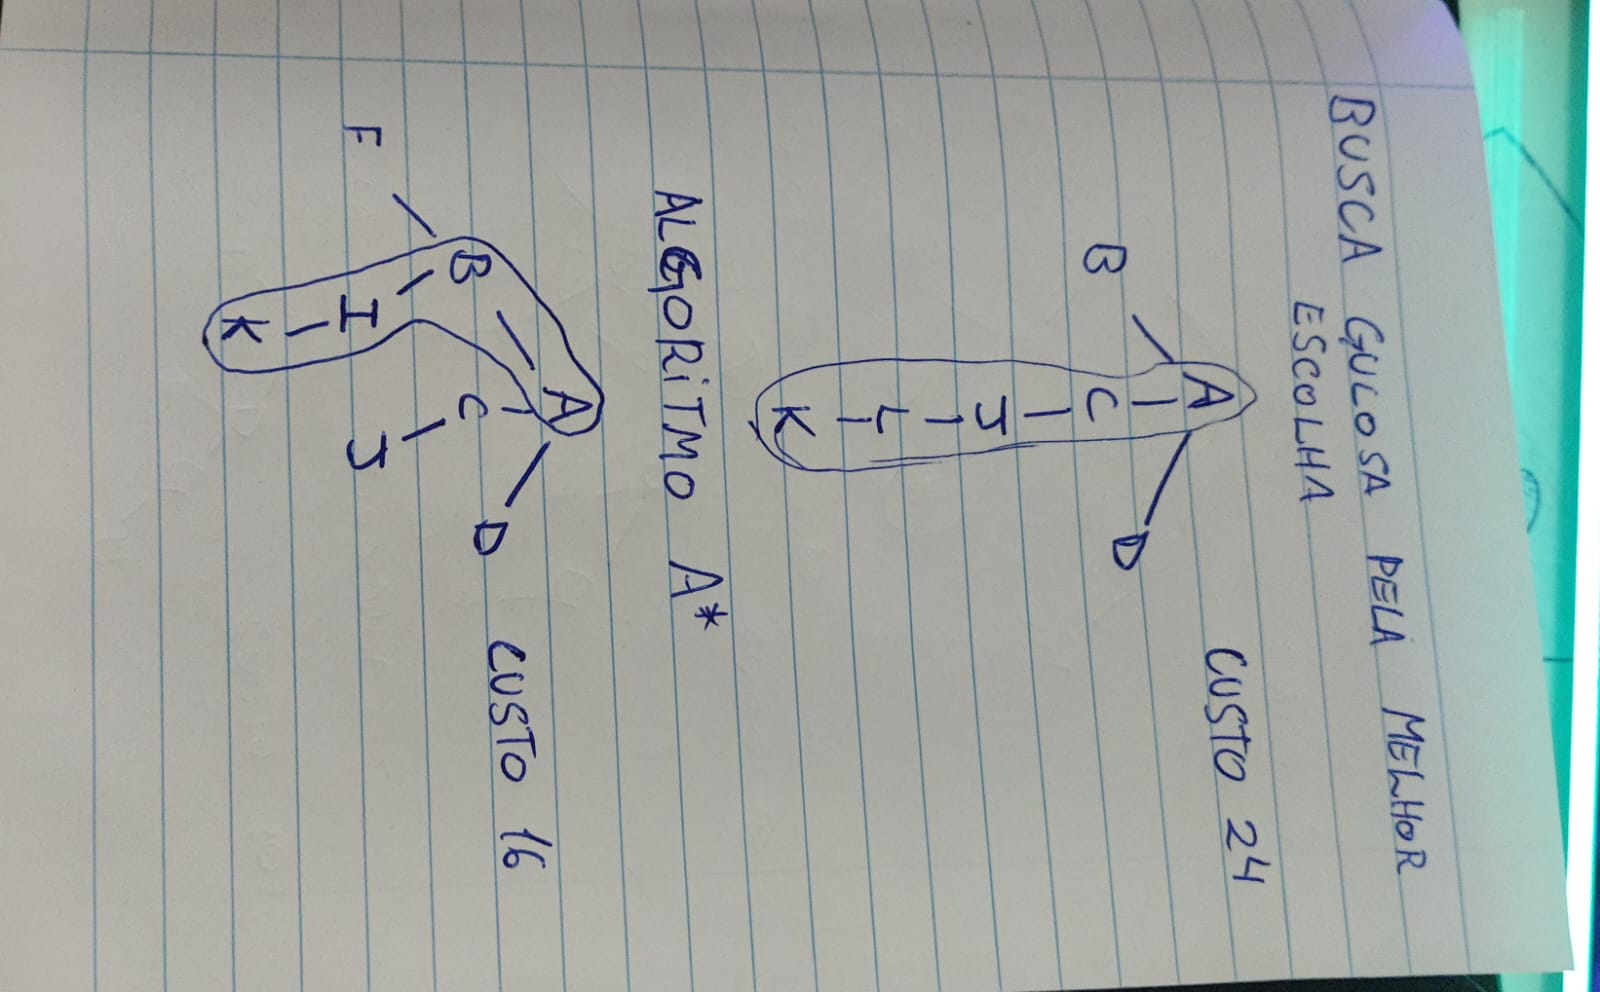 BUSCA GULOSA PELA MELHOR
ESCOLHA
CUSTO 24
A
B
D
C
J
L
K
ALGORITMO A*
A
CUSTO 16
B
C
D
F
I
J
K